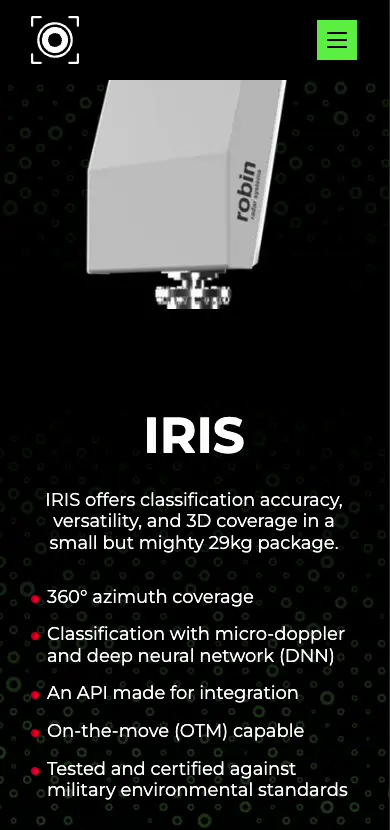 robin
radar systems
IRIS
IRIS offers classification accuracy,
versatility, and 3D coverage in a
small but mighty 29kg package.
360° azimuth coverage
Classification with micro-doppler
and deep neural network (DNN)
An API made for integration
On-the-move (OTM) capable
Tested and certified against
military environmental standards